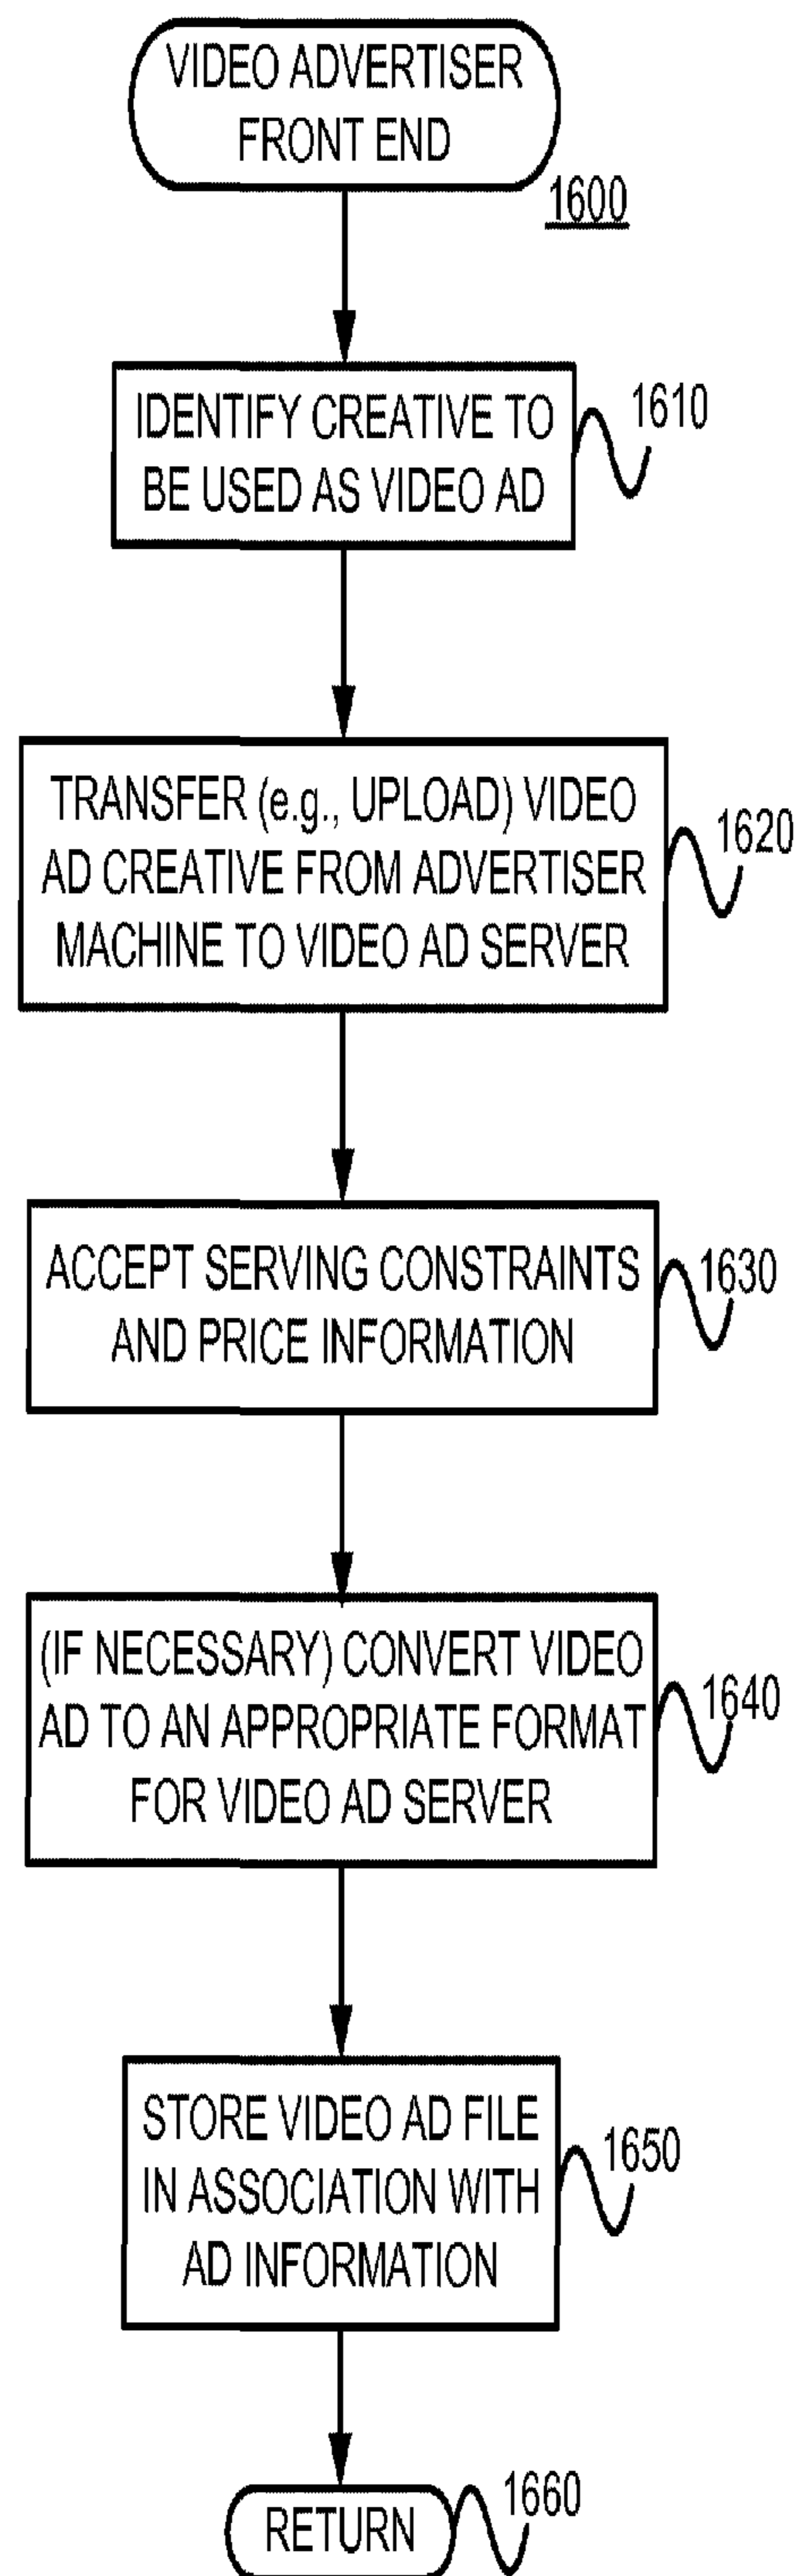 VIDEO ADVERTISER
FRONT END
1600
IDENTIFY CREATIVE TO
BE USED AS VIDEO AD
1610
TRANSFER (e.g., UPLOAD) VIDEO
AD CREATIVE FROM ADVERTISER
MACHINE TO VIDEO AD SERVER
1620
ACCEPT SERVING CONSTRAINTS
AND PRICE INFORMATION
1630
(IF NECESSARY) CONVERT VIDEO
AD TO AN APPROPRIATE FORMAT
FOR VIDEO AD SERVER
1640
STORE VIDEO AD FILE
IN ASSOCIATION WITH
AD INFORMATION
1650
RETURN
1660